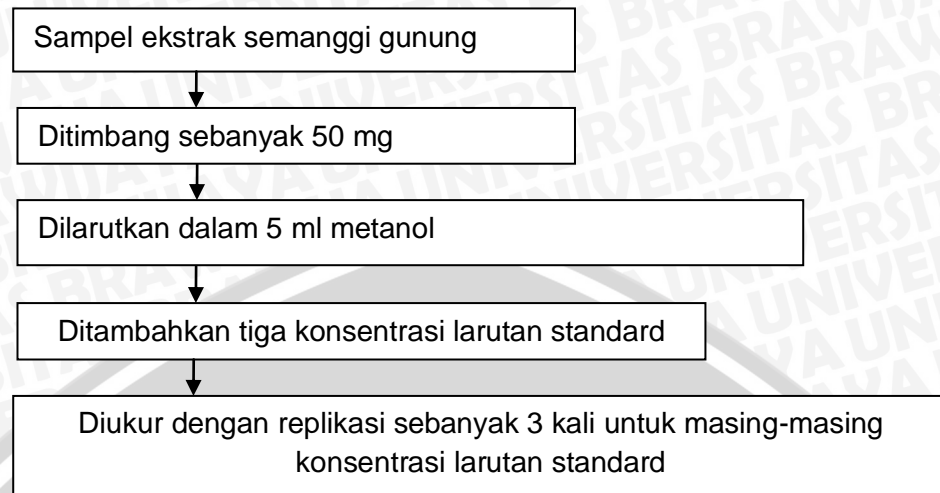 Sampel ekstrak semanggi gunung
Ditimbang sebanyak 50 mg
Dilarutkan dalam 5 ml metanol
Ditambahkan tiga konsentrasi larutan standard
Diukur dengan replikasi sebanyak 3 kali untuk masing-masing
konsentrasi larutan standard